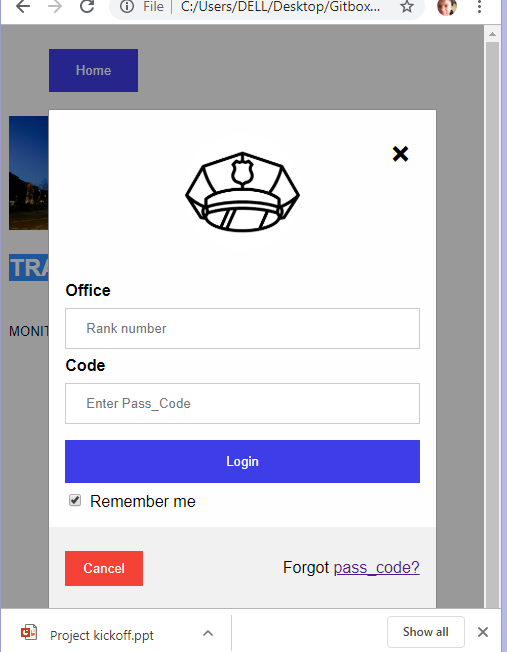 File | C:/Users/DELL/Desktop/Gitbox...
Home
TRA
MONIT
Office
Rank number
Code
Enter Pass_Code
Login
Remember me
Cancel
Forgot pass_code?
Project kickoff.ppt
Show all